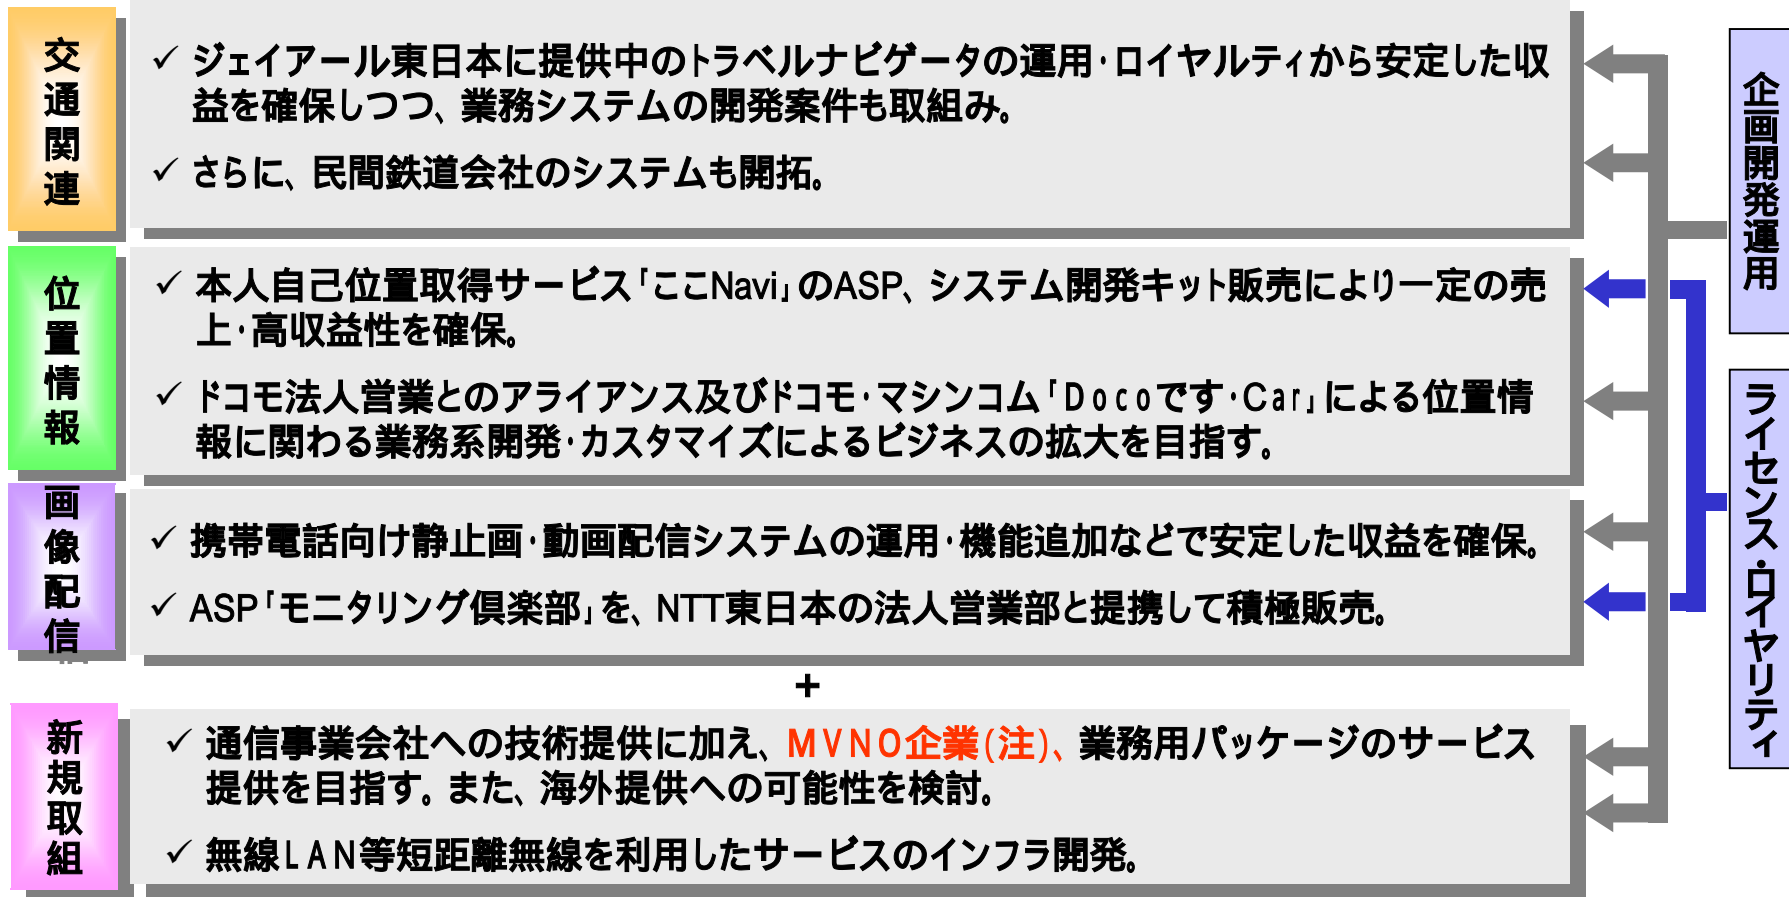 交通関連
✓ ジェイアール東日本に提供中のトラベルナビゲータの運用・ロイヤルティから安定した収
益を確保しつつ、業務システムの開発案件も取組み。
✓ さらに、民間鉄道会社のシステムも開拓。
位置情報
✓ 本人自己位置取得サービス「ここNavi」のASP、システム開発キット販売により一定の売
上・高収益性を確保。
✓ ドコモ法人営業とのアライアンス及びドコモ・マシンコム「Ｄｏｃｏです・Ｃａｒ」による位置情
報に関わる業務系開発・カスタマイズによるビジネスの拡大を目指す。
画像配信
✓ 携帯電話向け静止画・動画配信システムの運用・機能追加などで安定した収益を確保。
✓ ASP「モニタリング倶楽部」を、NTT東日本の法人営業部と提携して積極販売。
+
新規取組
✓ 通信事業会社への技術提供に加え、ＭＶＮＯ企業(注)、業務用パッケージのサービス
提供を目指す。また、海外提供への可能性を検討。
✓ 無線ＬＡＮ等短距離無線を利用したサービスのインフラ開発。
企画開発運用
ライセンス・ロイヤリティ